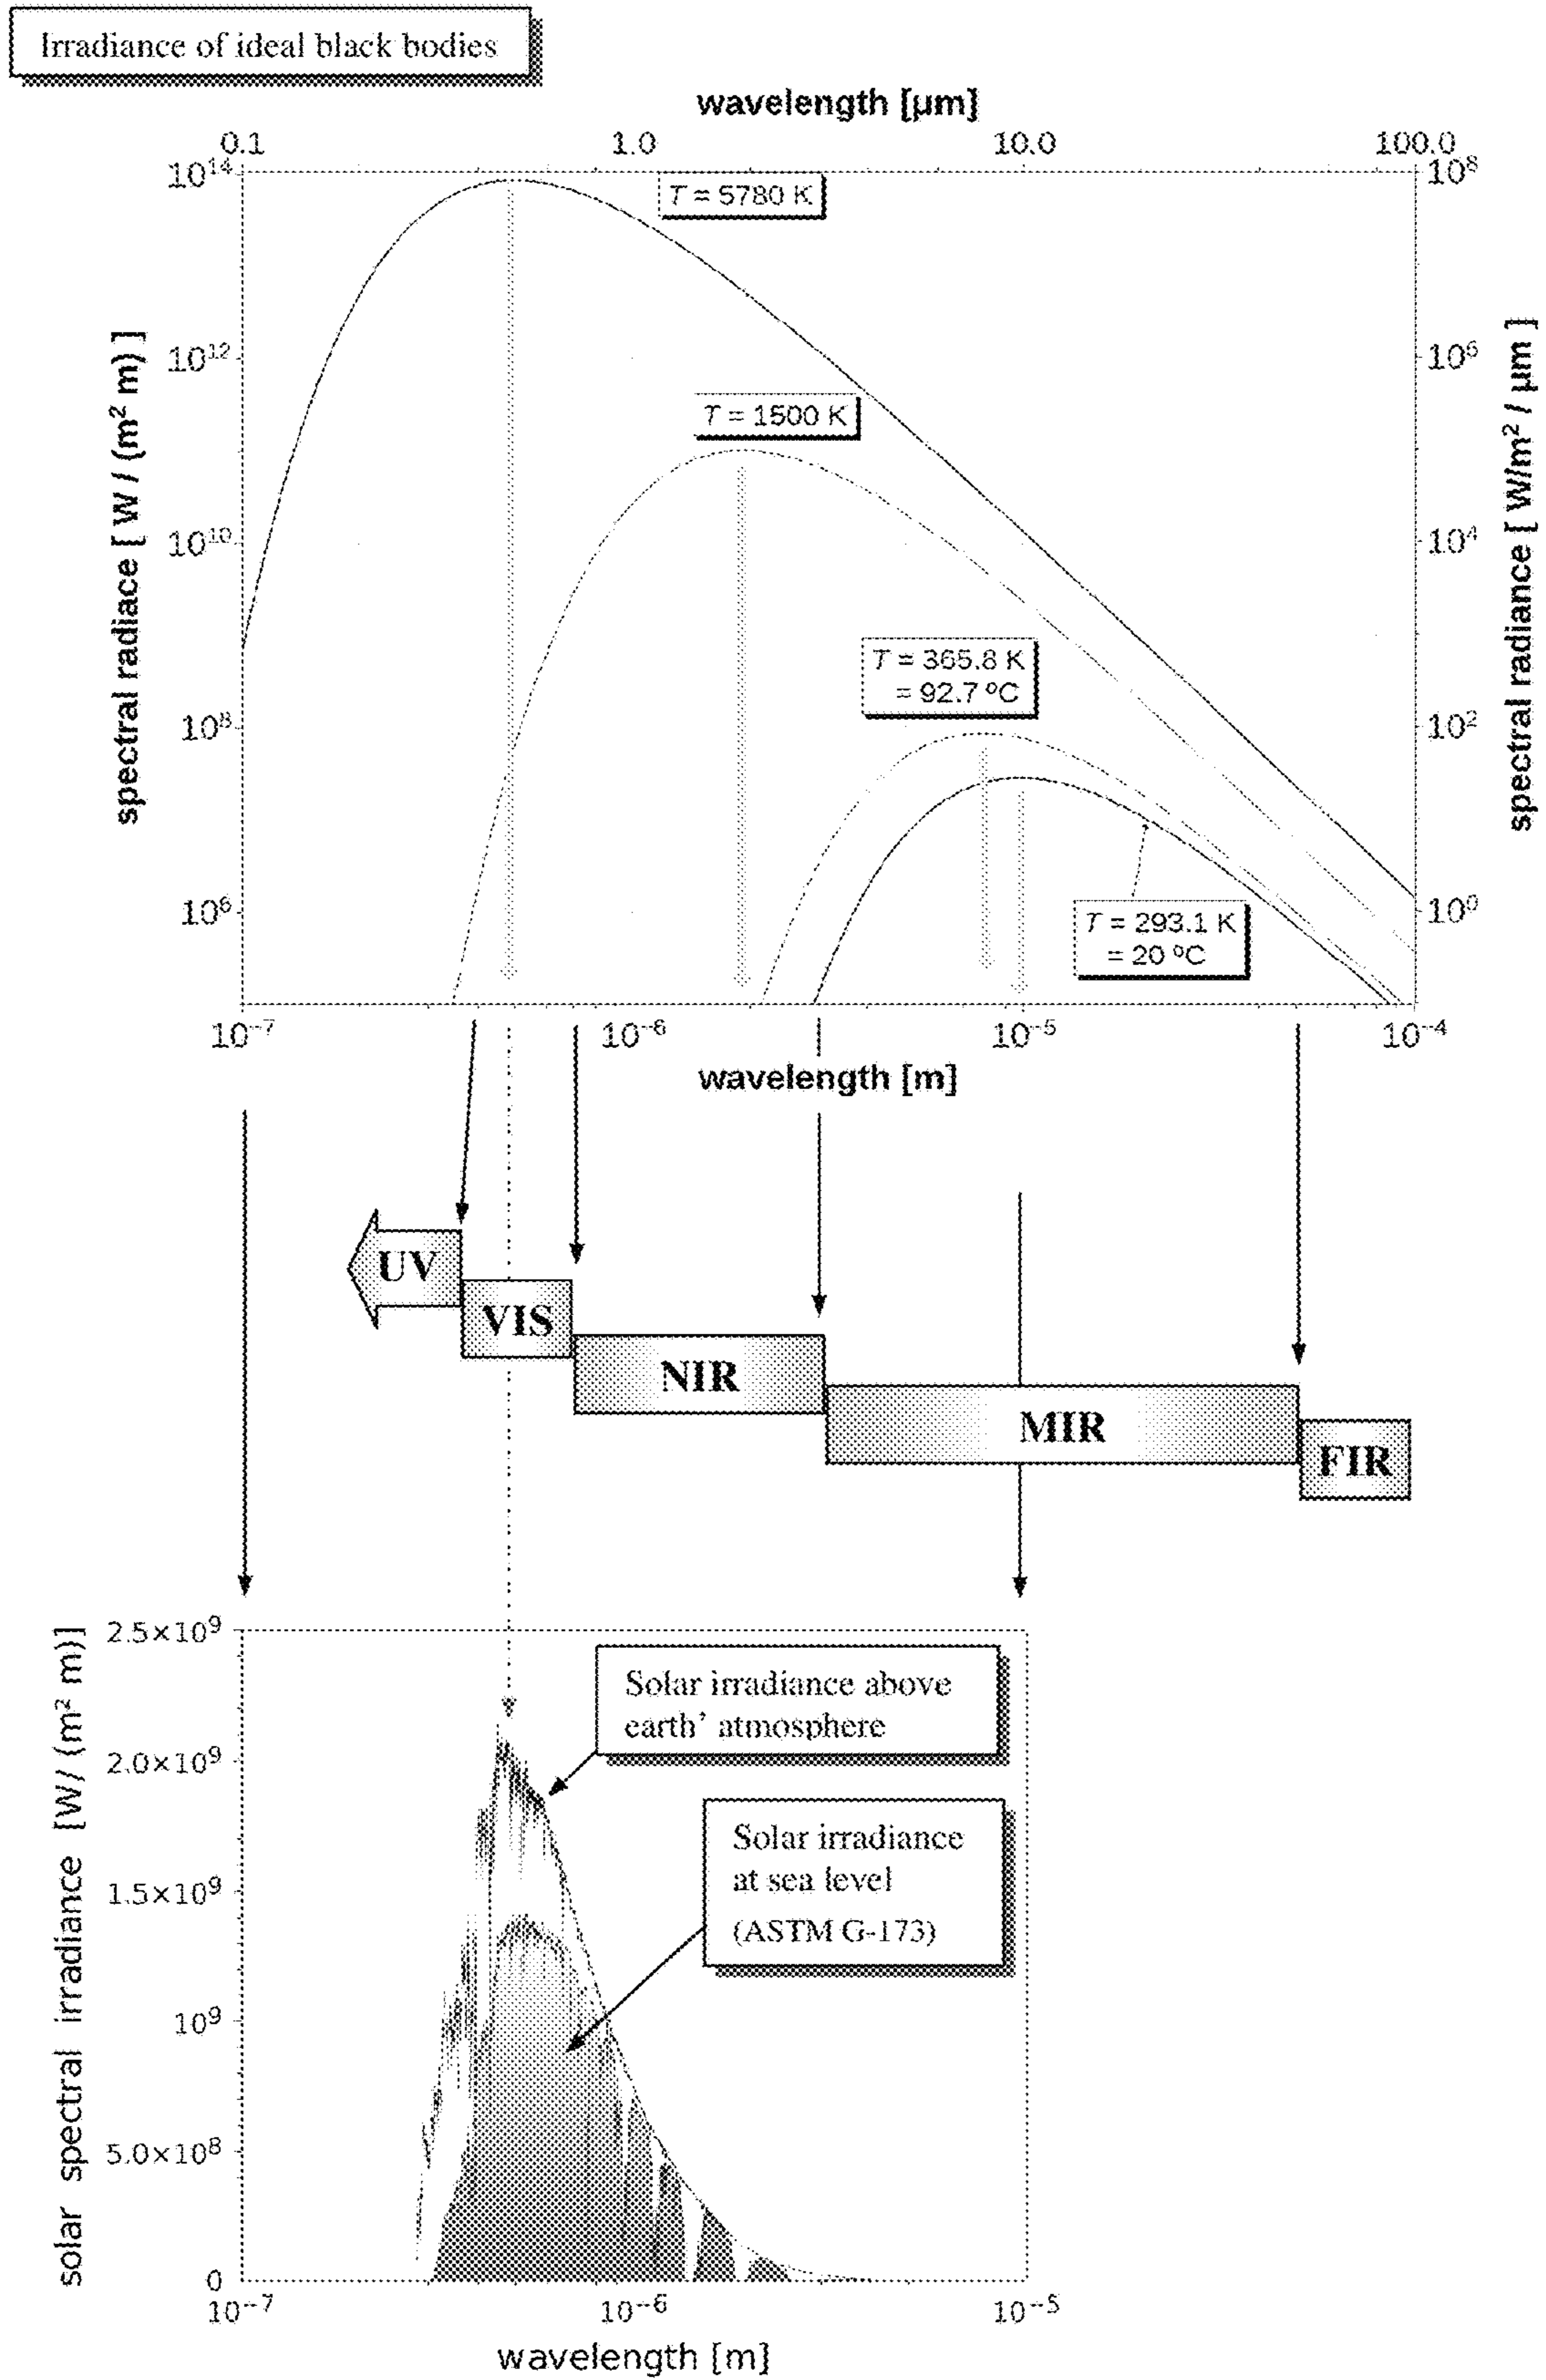 Irradiance of ideal black bodies
wavelength [µm]
0.1 1.0 10.0 100.0
10¹⁴ 10⁸
T = 5780 K
10¹² 10⁶
T = 1500 K
10¹⁰ 10⁴
T = 365.8 K
= 92.7 ºC
10⁸ 10²
10⁶ 10⁰
T = 293.1 K
= 20 ºC
spectral radiace [ W / (m² m) ]
spectral radiance [ W/m² / µm ]
10⁻⁷ 10⁻⁶ 10⁻⁵ 10⁻⁴
wavelength [m]
UV
VIS
NIR
MIR
FIR
solar spectral irradiance [W/ (m² m)]
2.5×10⁹
Solar irradiance above
earth’ atmosphere
2.0×10⁹
Solar irradiance
at sea level
(ASTM G-173)
1.5×10⁹
10⁹
5.0×10⁸
0
10⁻⁷ 10⁻⁶ 10⁻⁵
wavelength [m]